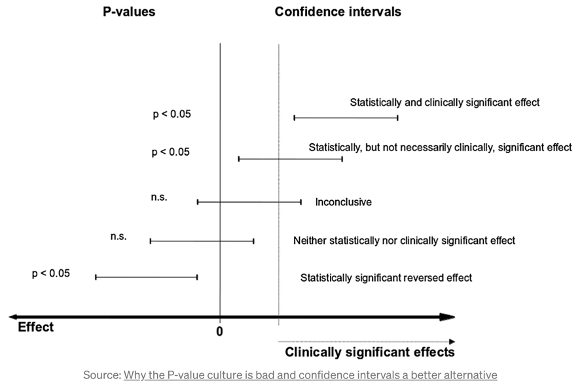 P-values
Confidence intervals
p < 0.05
Statistically and clinically significant effect
p < 0.05
Statistically, but not necessarily clinically, significant effect
n.s.
Inconclusive
n.s.
Neither statistically nor clinically significant effect
p < 0.05
Statistically significant reversed effect
Effect
0
Clinically significant effects
Source: Why the P-value culture is bad and confidence intervals a better alternative